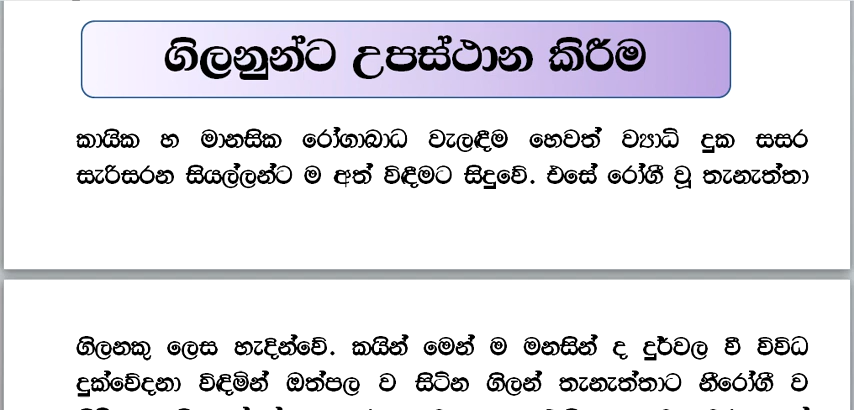 ගිලනුන්ට උපස්ථාන කිරීම
කායික හ මානසික රෝගාබාධ වැලඳීම හෙවත් ව්‍යාධි දුක සසර
සැරිසරන සියල්ලන්ට ම අත් විඳීමට සිදුවේ. එසේ රෝගී වූ තැනැත්තා
ගිලනකු ලෙස හැදින්වේ. කයින් මෙන් ම මනසින් ද දුර්වල වී විවිධ
දුක්වේදනා විඳිමින් ඔත්පල ව සිටින ගිලන් තැනැත්තාට නීරෝගී ව